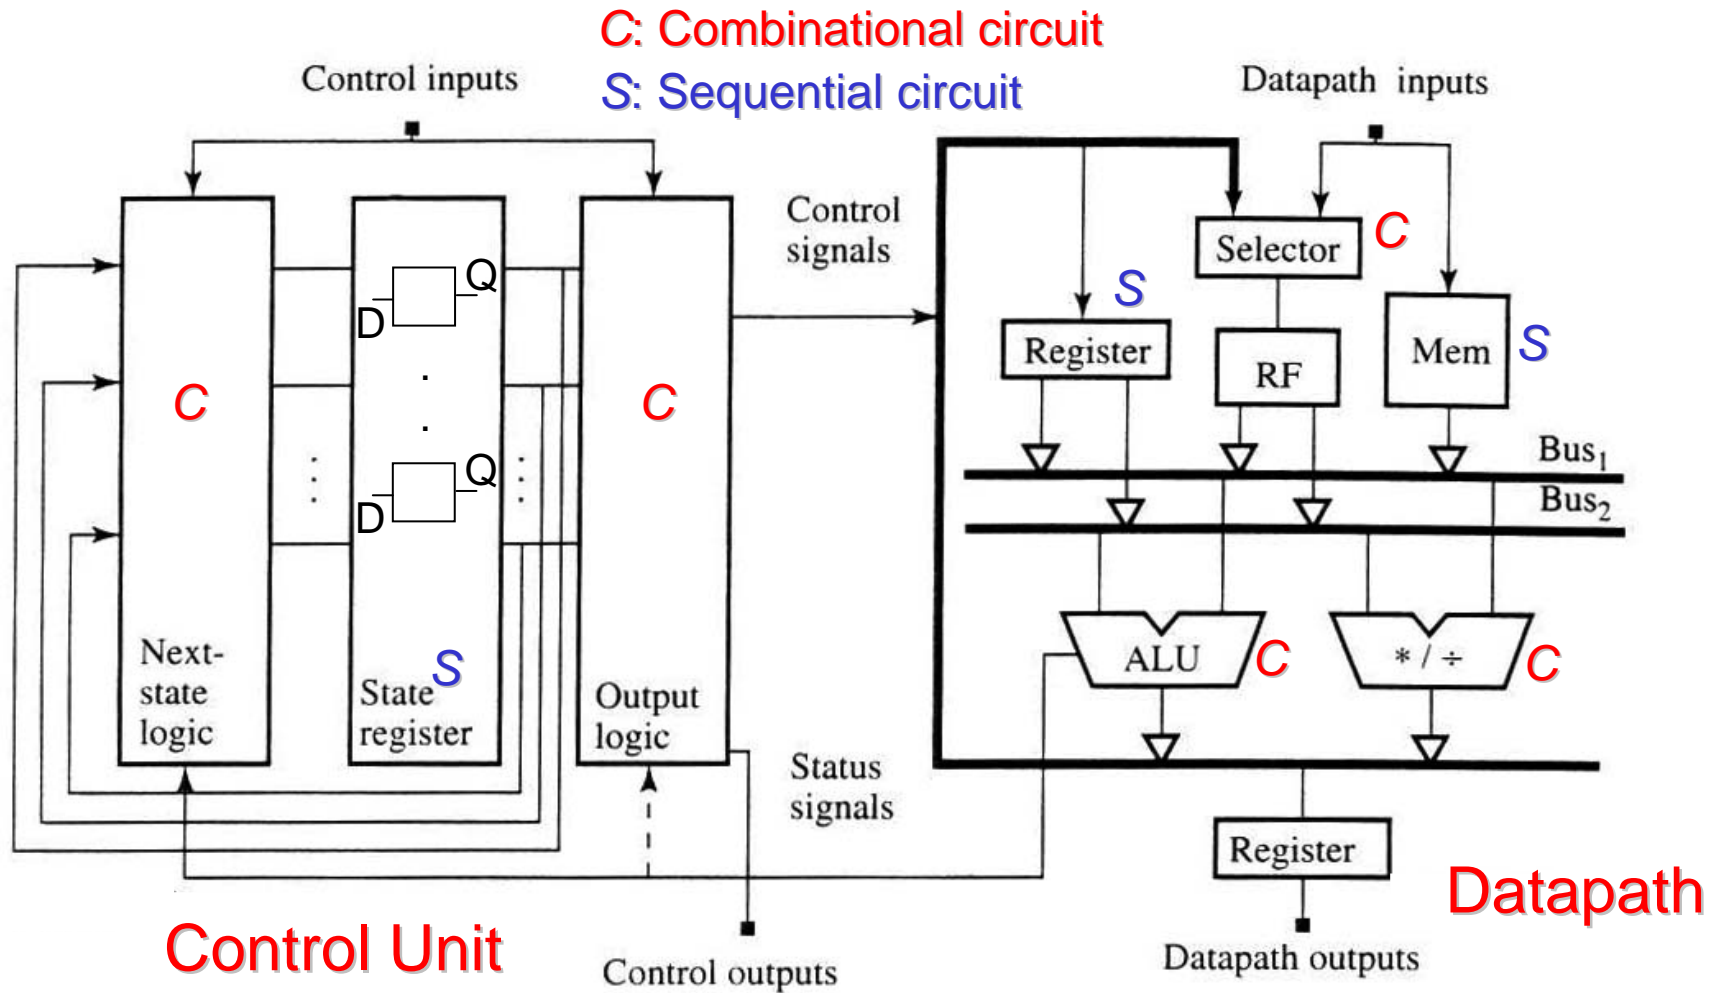 C: Combinational circuit
S: Sequential circuit
Control inputs
Datapath inputs
Control
signals
Selector
C
S
Register
RF
Mem
S
D
Q
C
C
D
Q
Bus1
Bus2
Next-
state
logic
S
State
register
Output
logic
ALU
C
* / ÷
C
Status
signals
Register
Datapath
Control Unit
Control outputs
Datapath outputs